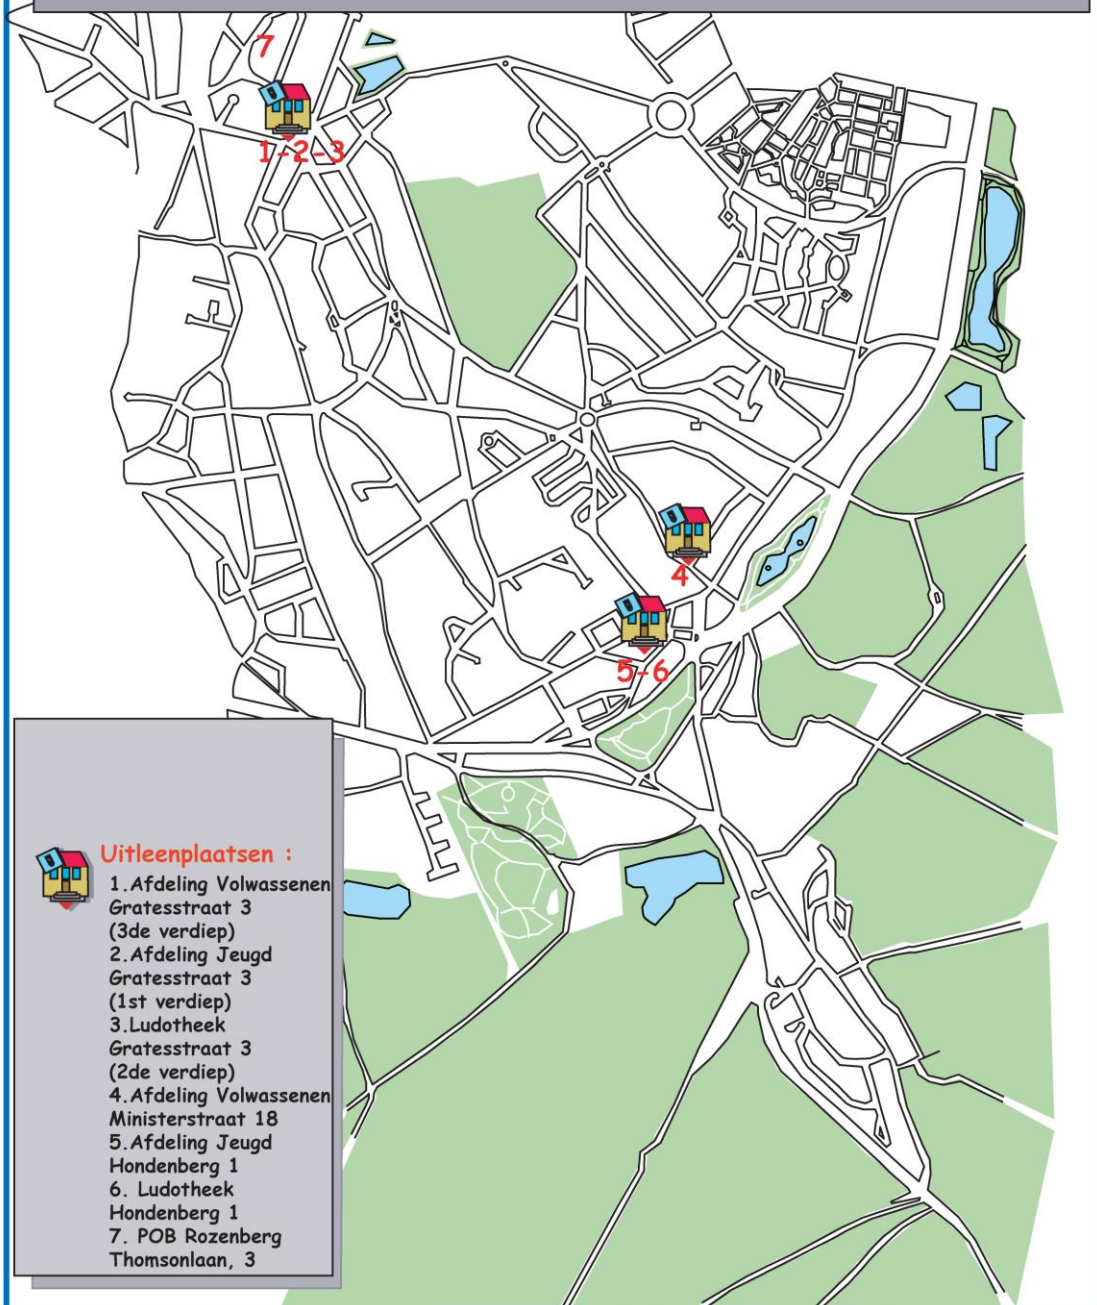 7
1-2-3
4
5-6
Uitleenplaatsen :
1.Afdeling Volwassenen
Gratesstraat 3
(3de verdiep)
2.Afdeling Jeugd
Gratesstraat 3
(1st verdiep)
3.Ludotheek
Gratesstraat 3
(2de verdiep)
4.Afdeling Volwassenen
Ministerstraat 18
5.Afdeling Jeugd
Hondenberg 1
6. Ludotheek
Hondenberg 1
7. POB Rozenberg
Thomsonlaan, 3